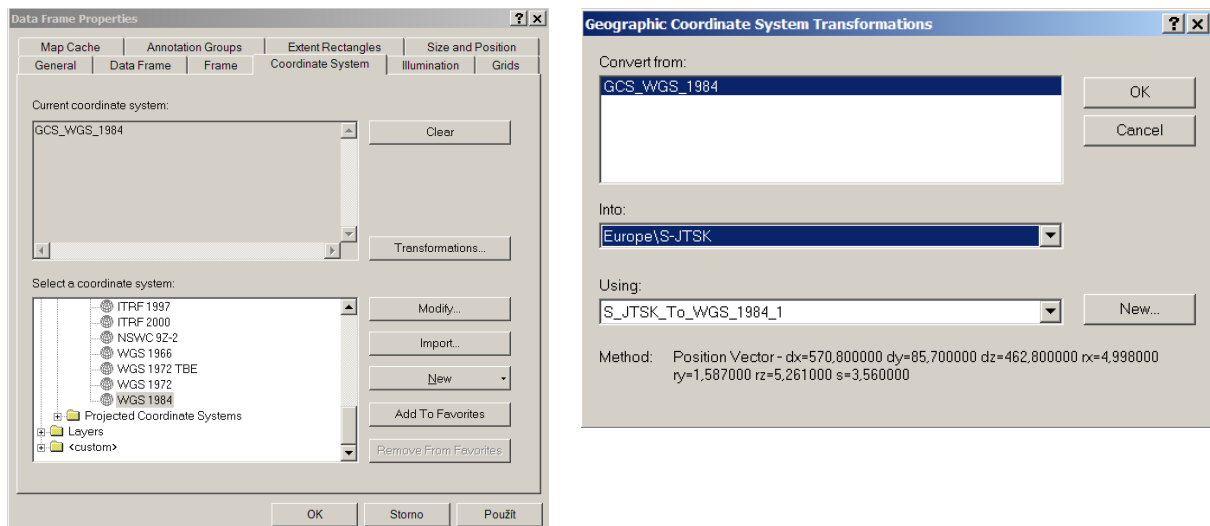 Data Frame Properties
Map Cache
Annotation Groups
Extent Rectangles
Size and Position
General
Data Frame
Frame
Coordinate System
Illumination
Grids
Current coordinate system:
GCS_WGS_1984
Clear
Transformations...
Select a coordinate system:
ITRF 1997
ITRF 2000
NSWC 9Z-2
WGS 1966
WGS 1972 TBE
WGS 1972
WGS 1984
Projected Coordinate Systems
Layers
<custom>
Modify...
Import...
New
Add To Favorites
Remove From Favorites
OK
Storno
Použít
Geographic Coordinate System Transformations
Convert from:
GCS_WGS_1984
OK
Cancel
Into:
Europe\S-JTSK
Using:
S_JTSK_To_WGS_1984_1
New...
Method: Position Vector - dx=570,800000 dy=85,700000 dz=462,800000 rx=4,998000
ry=1,587000 rz=5,261000 s=3,560000